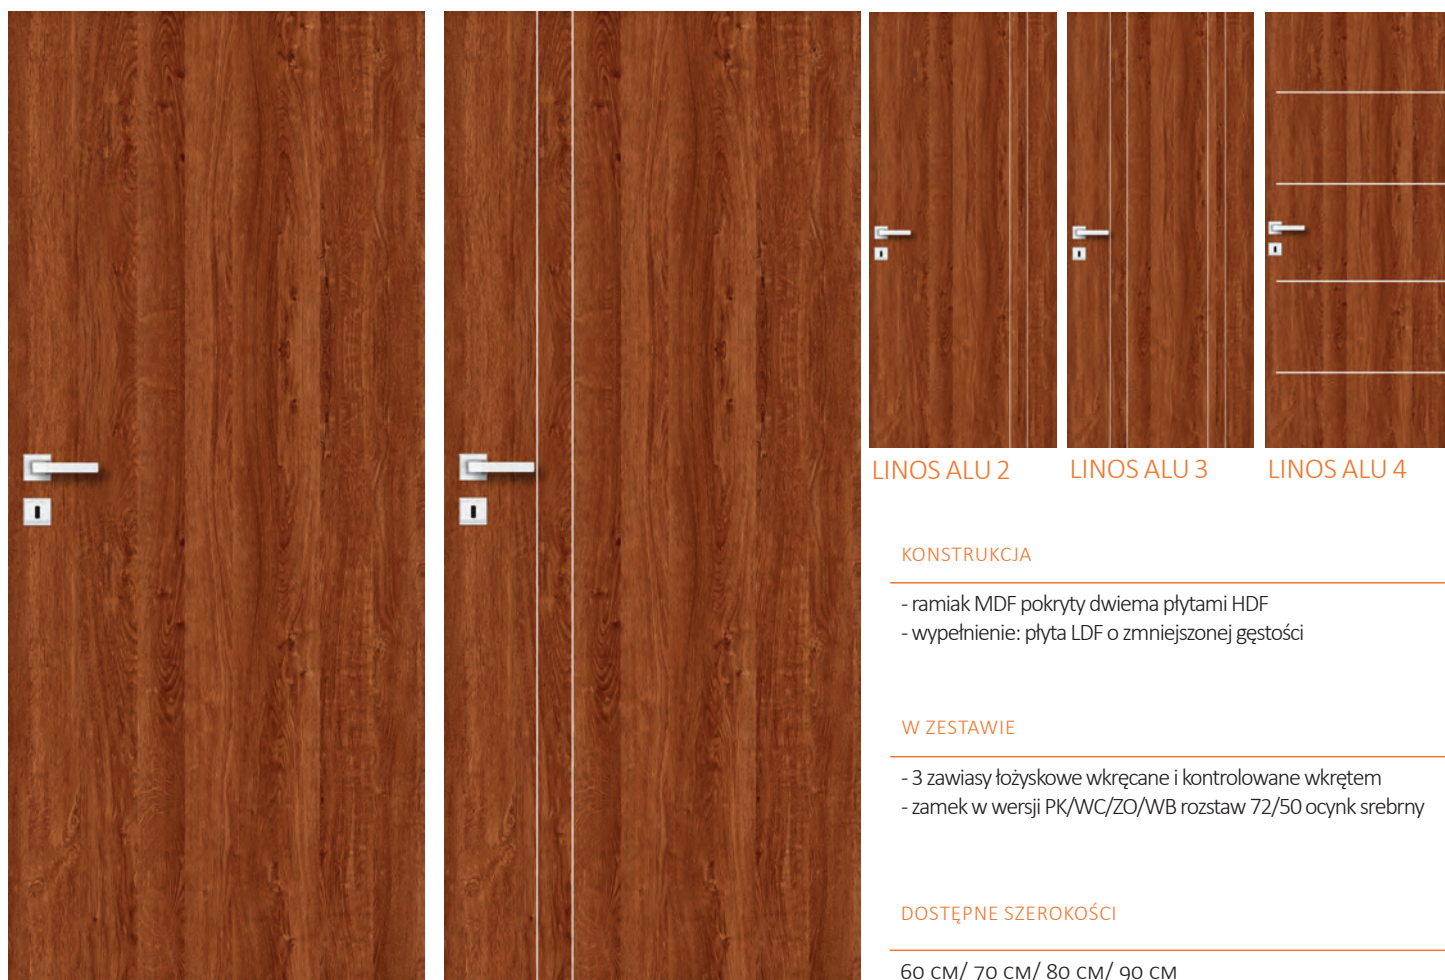 LINOS ALU 2
LINOS ALU 3
LINOS ALU 4
KONSTRUKCJA
- ramiak MDF pokryty dwiema płytami HDF
- wypełnienie: płyta LDF o zmniejszonej gęstości
W ZESTAWIE
- 3 zawiasy łożyskowe wkręcane i kontrolowane wkrętem
- zamek w wersji PK/WC/ZO/WB rozstaw 72/50 ocynk srebrny
DOSTĘPNE SZEROKOŚCI
60 CM/ 70 CM/ 80 CM/ 90 CM